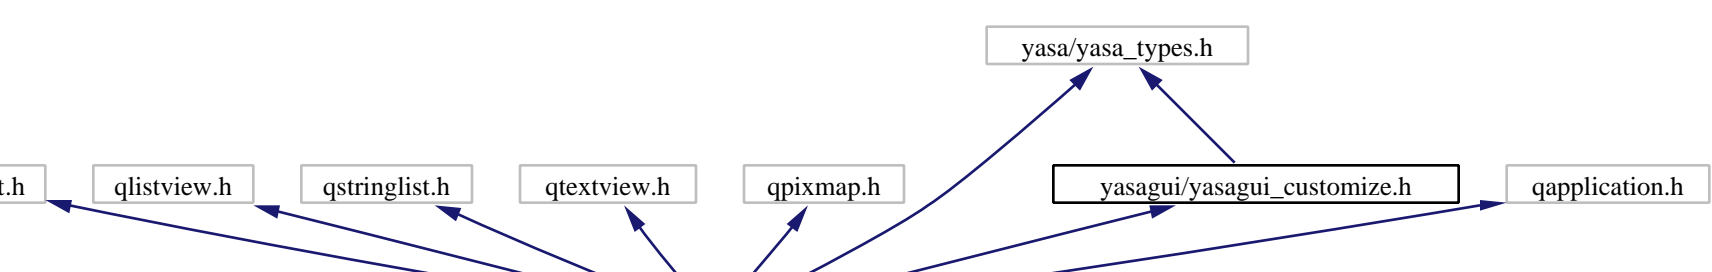 yasa/yasa_types.h
t.h
qlistview.h
qstringlist.h
qtextview.h
qpixmap.h
yasagui/yasagui_customize.h
qapplication.h